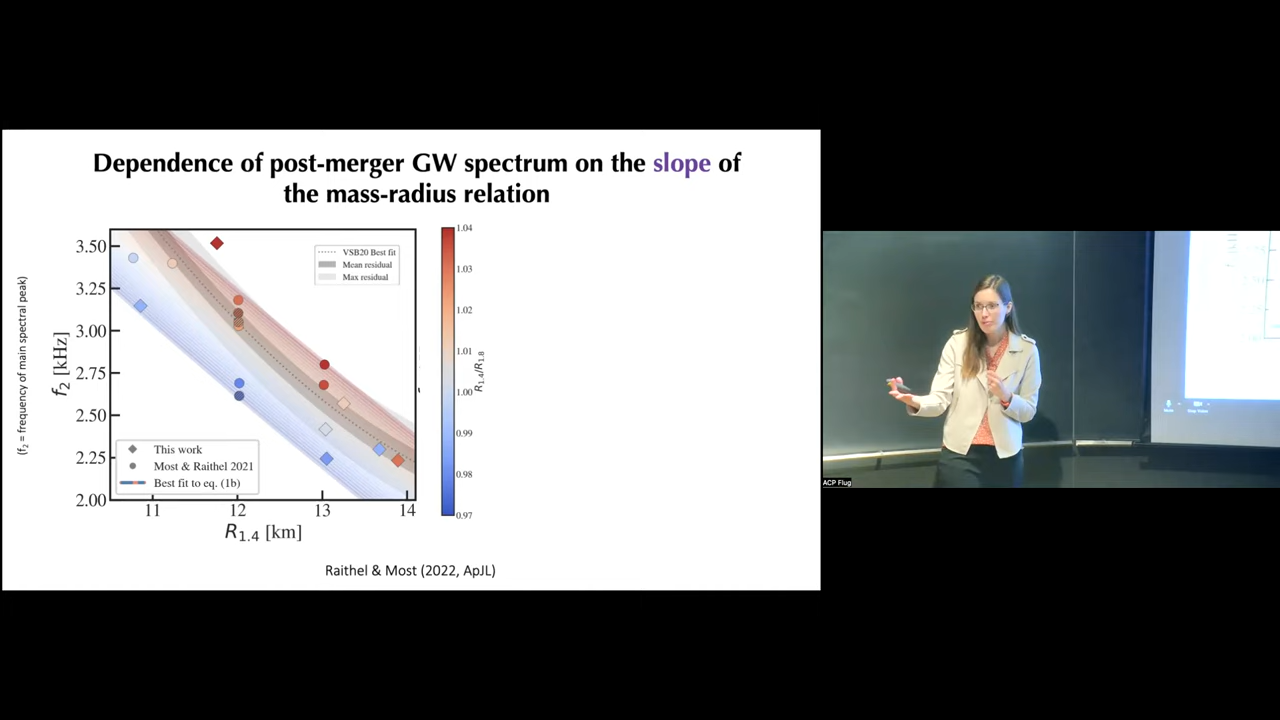 Dependence of post-merger GW spectrum on the slope of
the mass-radius relation
(f₂ = frequency of main spectral peak)
f₂ [kHz]
3.50
3.25
3.00
2.75
2.50
2.25
2.00
VSB20 Best fit
Mean residual
Max residual
This work
Most & Raithel 2021
Best fit to eq. (1b)
11
12
13
14
R₁.₄ [km]
1.04
1.03
1.02
1.01
1.00
0.99
0.98
0.97
R₁.₄/R₁.₈
Raithel & Most (2022, ApJL)
ACP Flug